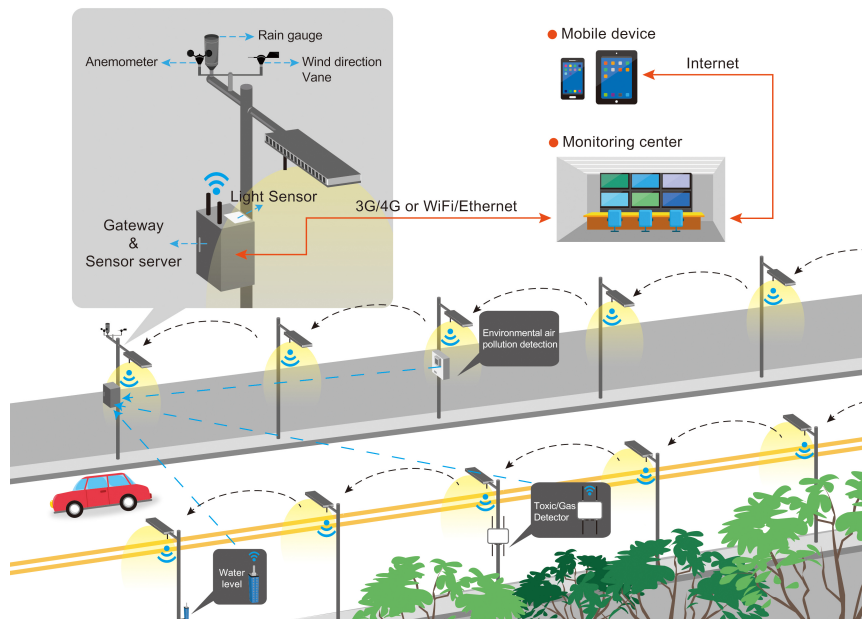 Rain gauge
Anemometer
Wind direction
Vane
Light Sensor
Gateway
&
Sensor server
Mobile device
Internet
Monitoring center
3G/4G or WiFi/Ethernet
Environmental air
pollution detection
Toxic/Gas
Detector
Water
level